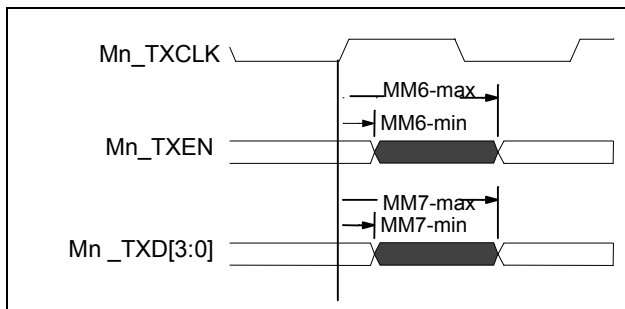 Mn_TXCLK
MM6-max
MM6-min
Mn_TXEN
MM7-max
MM7-min
Mn _TXD[3:0]